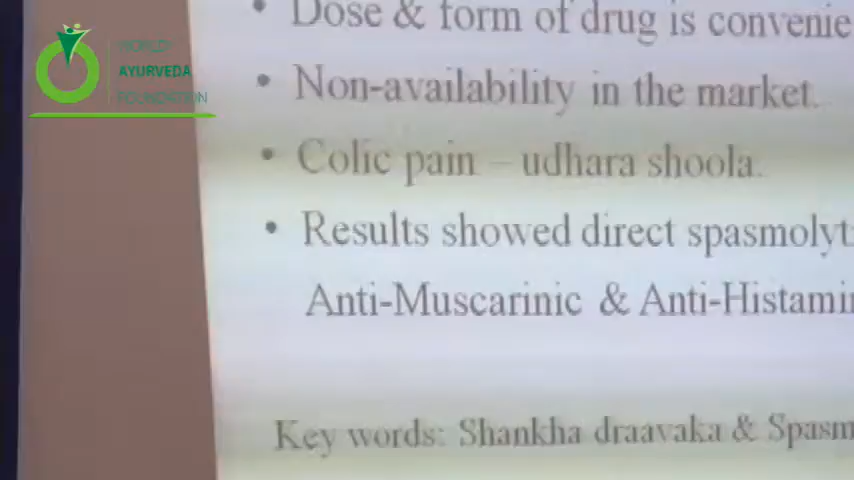 • Dose & form of drug is convenie
WORLD
AYURVEDA
FOUNDATION
• Non-availability in the market.
• Colic pain – udhara shoola.
• Results showed direct spasmolyt
Anti-Muscarinic & Anti-Histami
Key words: Shankha draavaka & Spasm